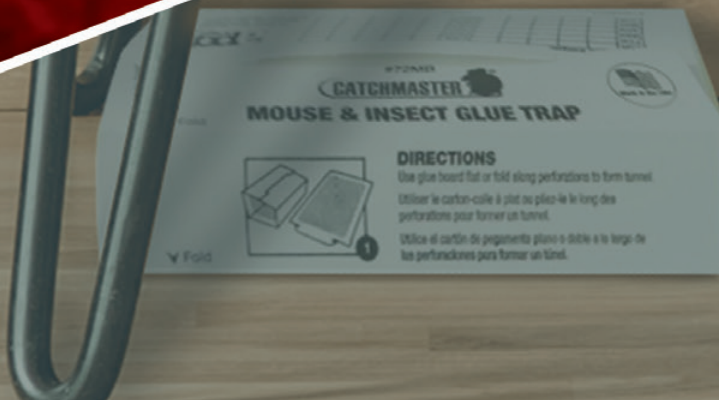 #72MB
CATCHMASTER®
MOUSE & INSECT GLUE TRAP
DIRECTIONS
Use glue board flat or fold along perforations to form tunnel.
Utiliser le carton-colle à plat ou pliez-le le long des
perforations pour former un tunnel.
Utilice el cartón de pegamento plano o doble a lo largo de
las perforaciones para formar un túnel.
1
Fold
Fold